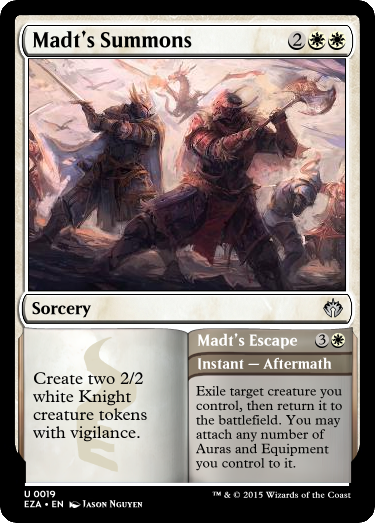 Madt's Summons 2
Sorcery
Create two 2/2
white Knight
creature tokens
with vigilance.
Madt's Escape 3
Instant — Aftermath
Exile target creature you
control, then return it to
the battlefield. You may
attach any number of
Auras and Equipment
you control to it.
U 0019
EZA • EN Jason Nguyen
™ & © 2015 Wizards of the Coast